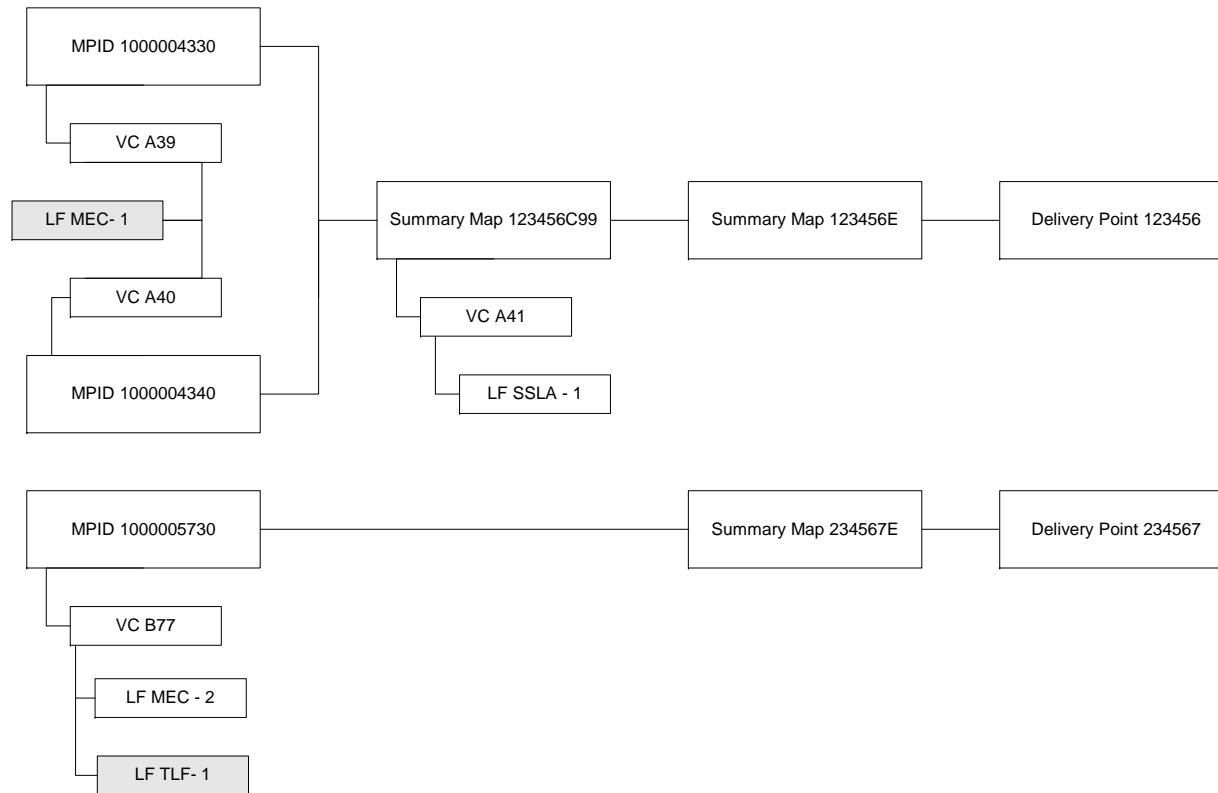 MPID 1000004330
VC A39
LF MEC- 1
Summary Map 123456C99
Summary Map 123456E
Delivery Point 123456
VC A40
VC A41
MPID 1000004340
LF SSLA - 1
MPID 1000005730
Summary Map 234567E
Delivery Point 234567
VC B77
LF MEC - 2
LF TLF- 1